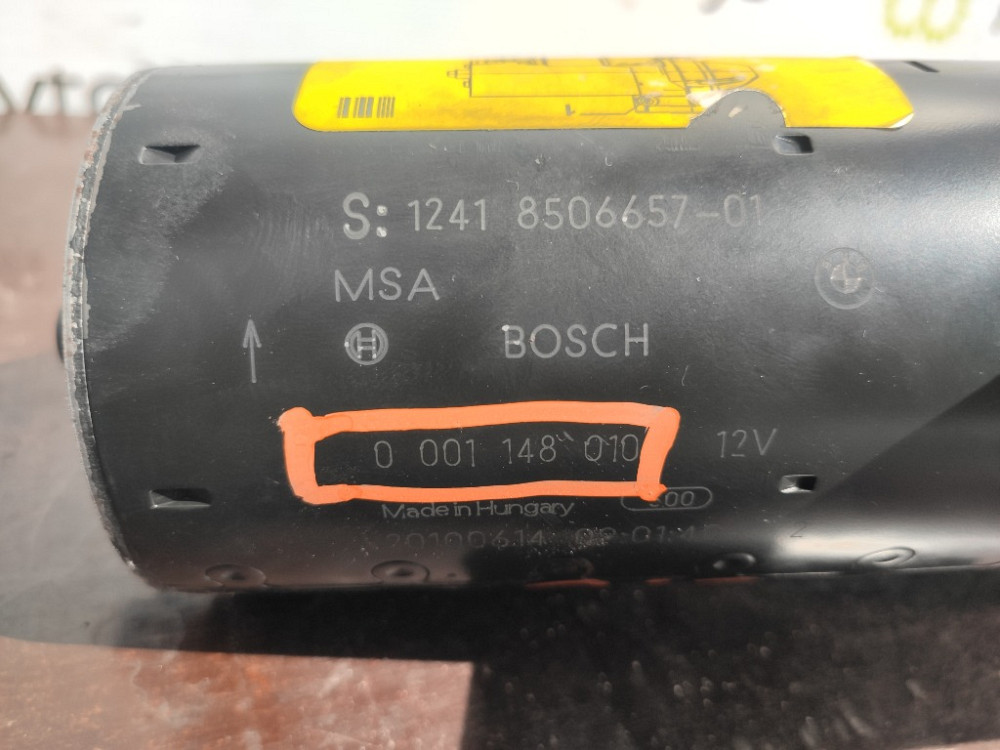 S: 1241 8506657-01
MSA
BOSCH
0 001 148 010 12V
Made in Hungary